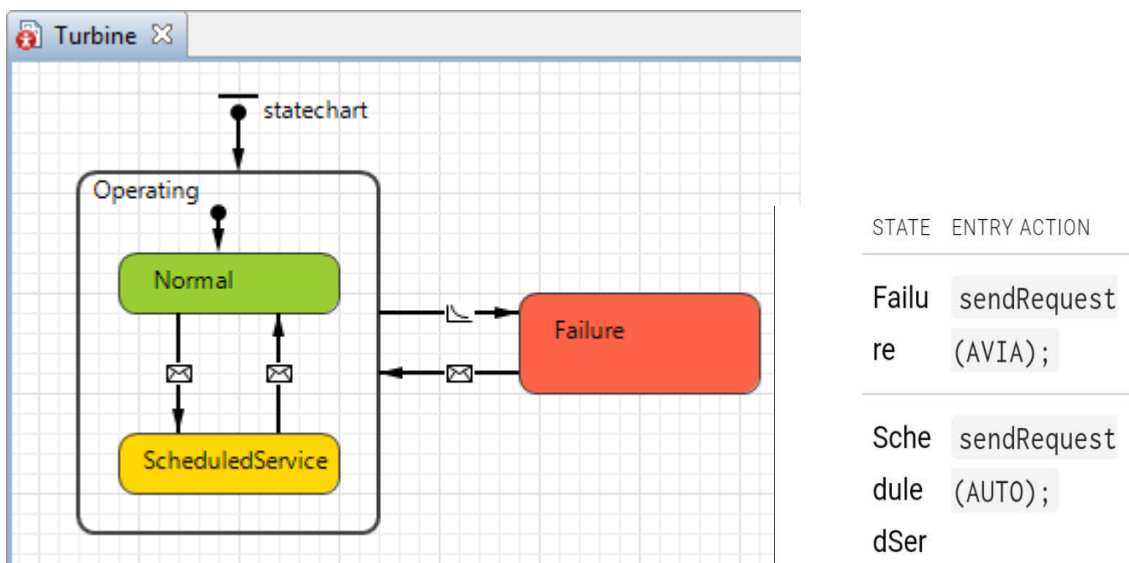 Turbine
statechart
Operating
Normal
Failure
ScheduledService
STATE ENTRY ACTION
Failu sendRequest
re (AVIA);
Sche sendRequest
dule (AUTO);
dSer